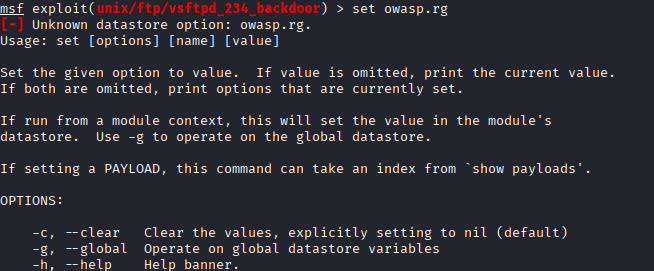 msf exploit(unix/ftp/vsftpd_234_backdoor) > set owasp.rg
[-] Unknown datastore option: owasp.rg.
Usage: set [options] [name] [value]
Set the given option to value.  If value is omitted, print the current value.
If both are omitted, print options that are currently set.
If run from a module context, this will set the value in the module's
datastore.  Use -g to operate on the global datastore.
If setting a PAYLOAD, this command can take an index from `show payloads'.
OPTIONS:
-c, --clear   Clear the values, explicitly setting to nil (default)
-g, --global  Operate on global datastore variables
-h, --help    Help banner.